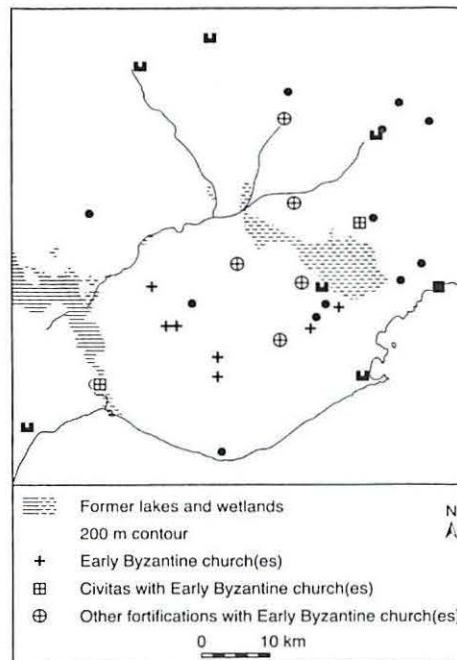 Former lakes and wetlands
N
200 m contour
Early Byzantine church(es)
Civitas with Early Byzantine church(es)
Other fortifications with Early Byzantine church(es)
0 10 km